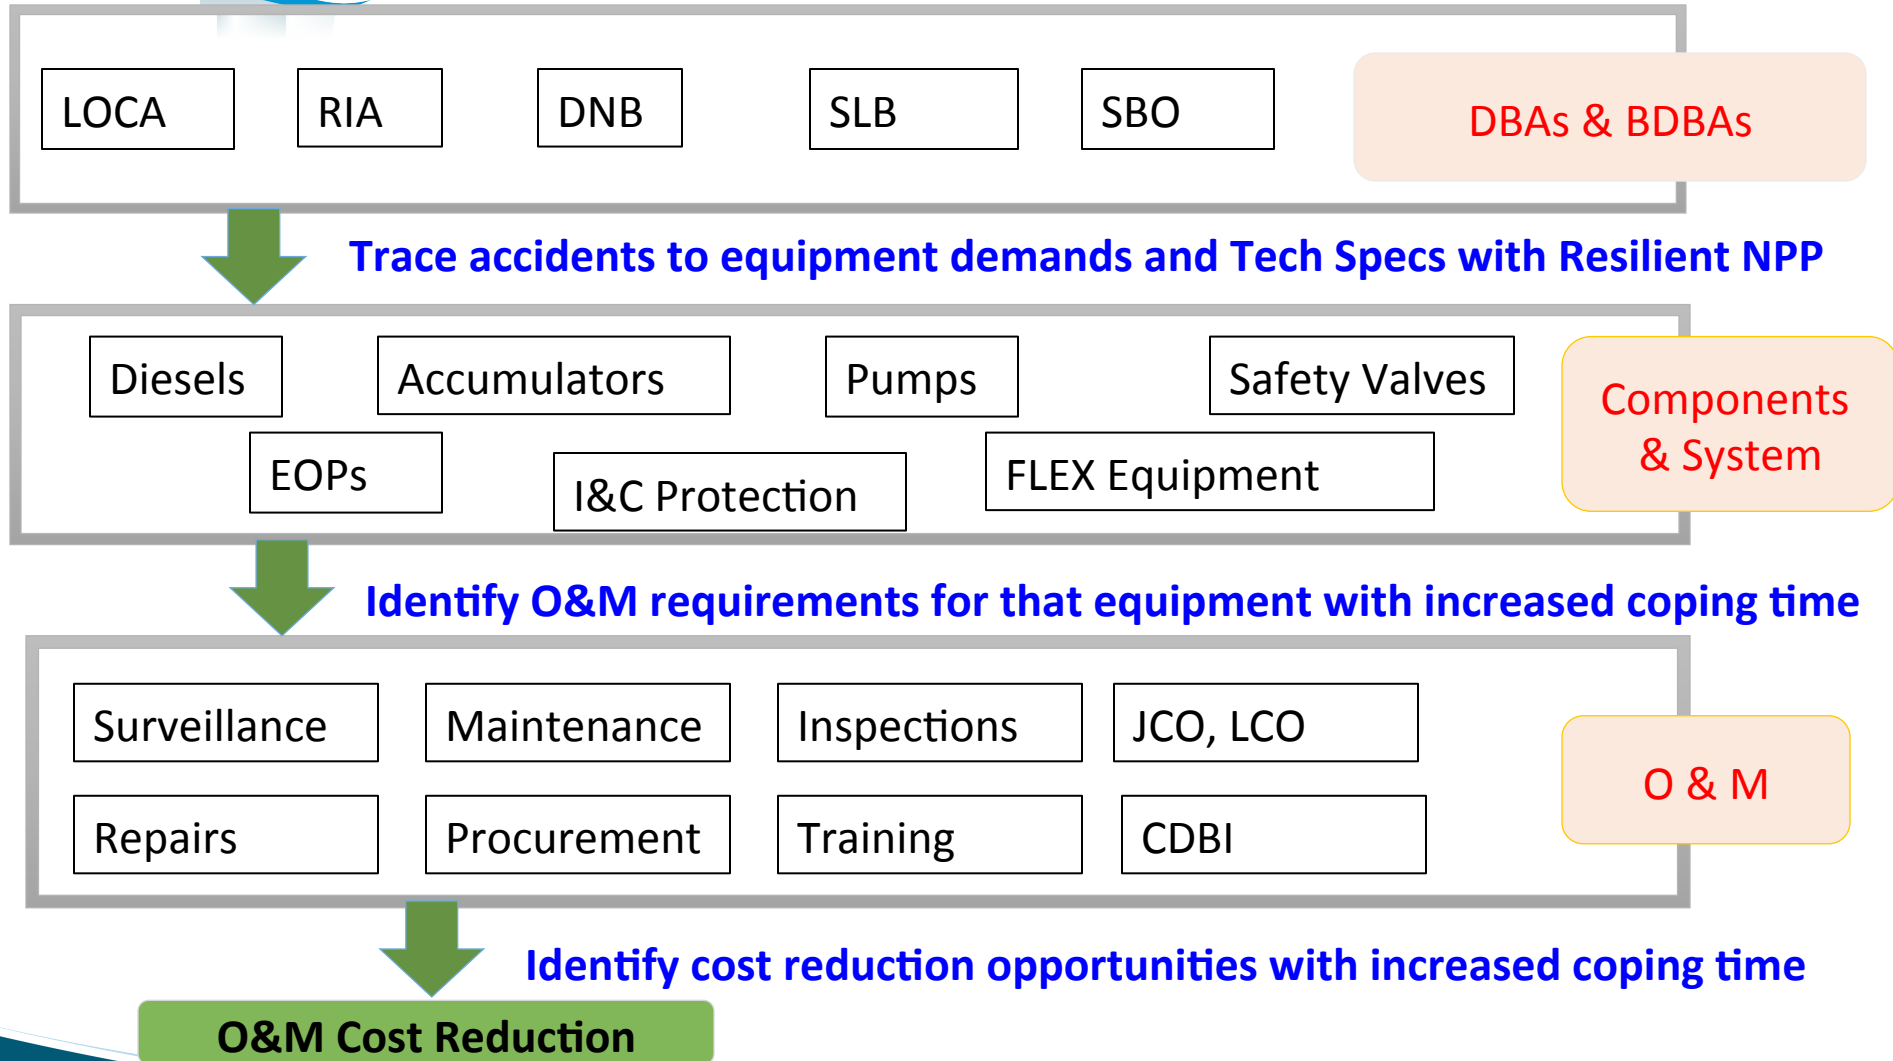 LOCA
RIA
DNB
SLB
SBO
DBAs & BDBAs
Trace accidents to equipment demands and Tech Specs with Resilient NPP
Diesels
Accumulators
Pumps
Safety Valves
Components
& System
EOPs
I&C Protection
FLEX Equipment
Identify O&M requirements for that equipment with increased coping time
Surveillance
Maintenance
Inspections
JCO, LCO
O & M
Repairs
Procurement
Training
CDBI
Identify cost reduction opportunities with increased coping time
O&M Cost Reduction